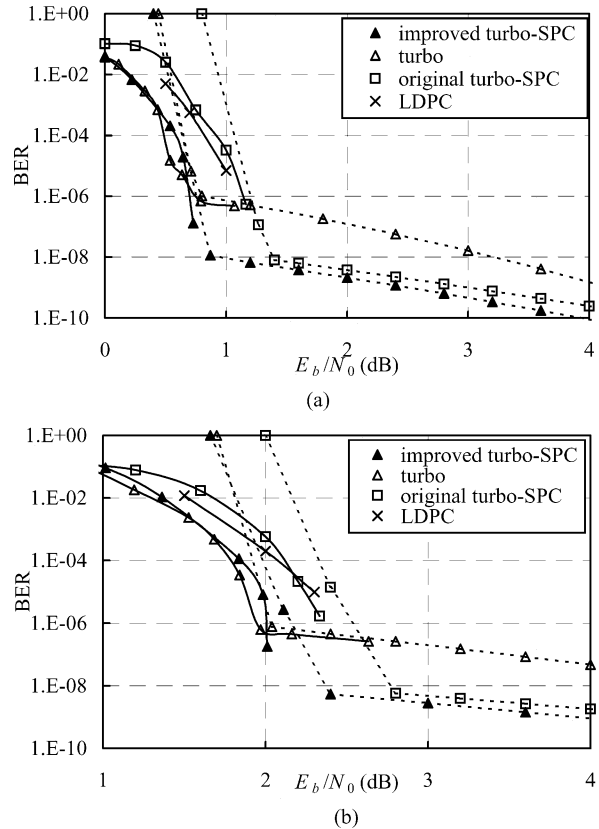 1.E+00
1.E-02
1.E-04
1.E-06
1.E-08
1.E-10
BER
improved turbo-SPC
turbo
original turbo-SPC
LDPC
0 1 2 3 4
E_b/N_0 (dB)
(a)
1.E+00
1.E-02
1.E-04
1.E-06
1.E-08
1.E-10
BER
improved turbo-SPC
turbo
original turbo-SPC
LDPC
1 2 3 4
E_b/N_0 (dB)
(b)